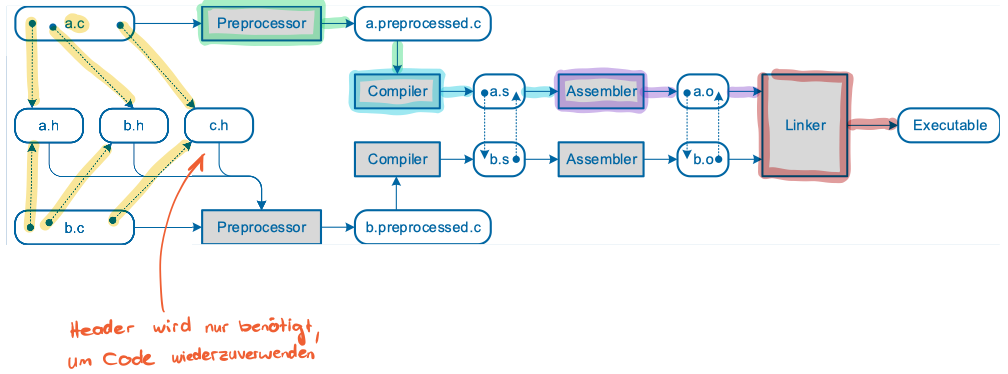 a.c
Preprocessor
a.preprocessed.c
Compiler
a.s
Assembler
a.o
a.h
b.h
c.h
Linker
Executable
Compiler
b.s
Assembler
b.o
b.c
Preprocessor
b.preprocessed.c
Header wird nur benötigt,
um Code wiederzuverwenden